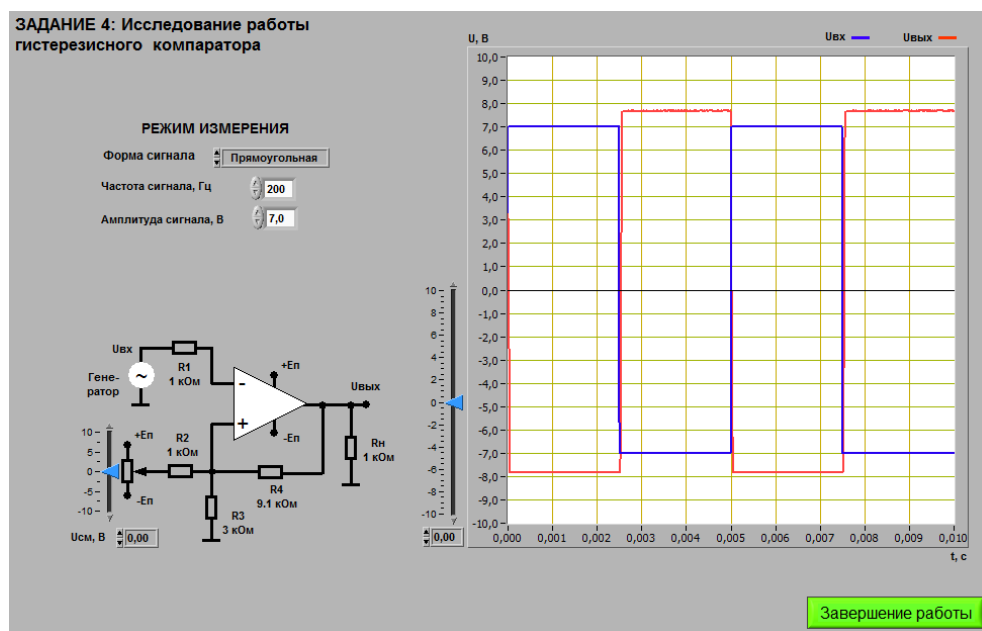 ЗАДАНИЕ 4: Исследование работы
гистерезисного компаратора
РЕЖИМ ИЗМЕРЕНИЯ
Форма сигнала Прямоугольная
Частота сигнала, Гц 200
Амплитуда сигнала, В 7,0
Uвх
Гене-
ратор
~
R1
1 кОм
-
+
+Еп
-Еп
Uвых
Rн
1 кОм
R2
1 кОм
R4
9.1 кОм
R3
3 кОм
+Еп
-Еп
10
5
0
-5
-10
Uсм, В 0,00
10
8
6
4
2
0
-2
-4
-6
-8
-10
0,00
U, В
Uвх
Uвых
10,0
9,0
8,0
7,0
6,0
5,0
4,0
3,0
2,0
1,0
0,0
-1,0
-2,0
-3,0
-4,0
-5,0
-6,0
-7,0
-8,0
-9,0
-10,0
0,000 0,001 0,002 0,003 0,004 0,005 0,006 0,007 0,008 0,009 0,010
t, с
Завершение работы